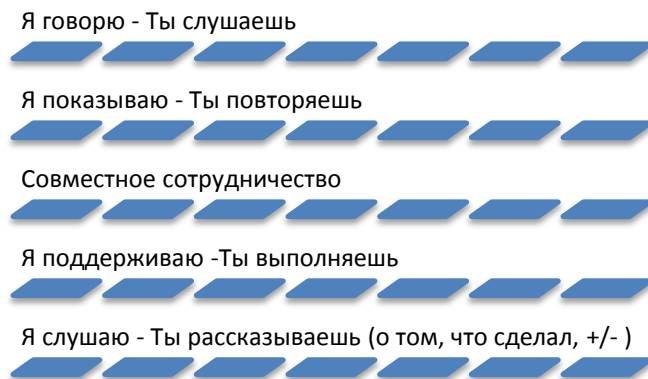 Я говорю - Ты слушаешь
Я показываю - Ты повторяешь
Совместное сотрудничество
Я поддерживаю -Ты выполняешь
Я слушаю - Ты рассказываешь (о том, что сделал, +/- )